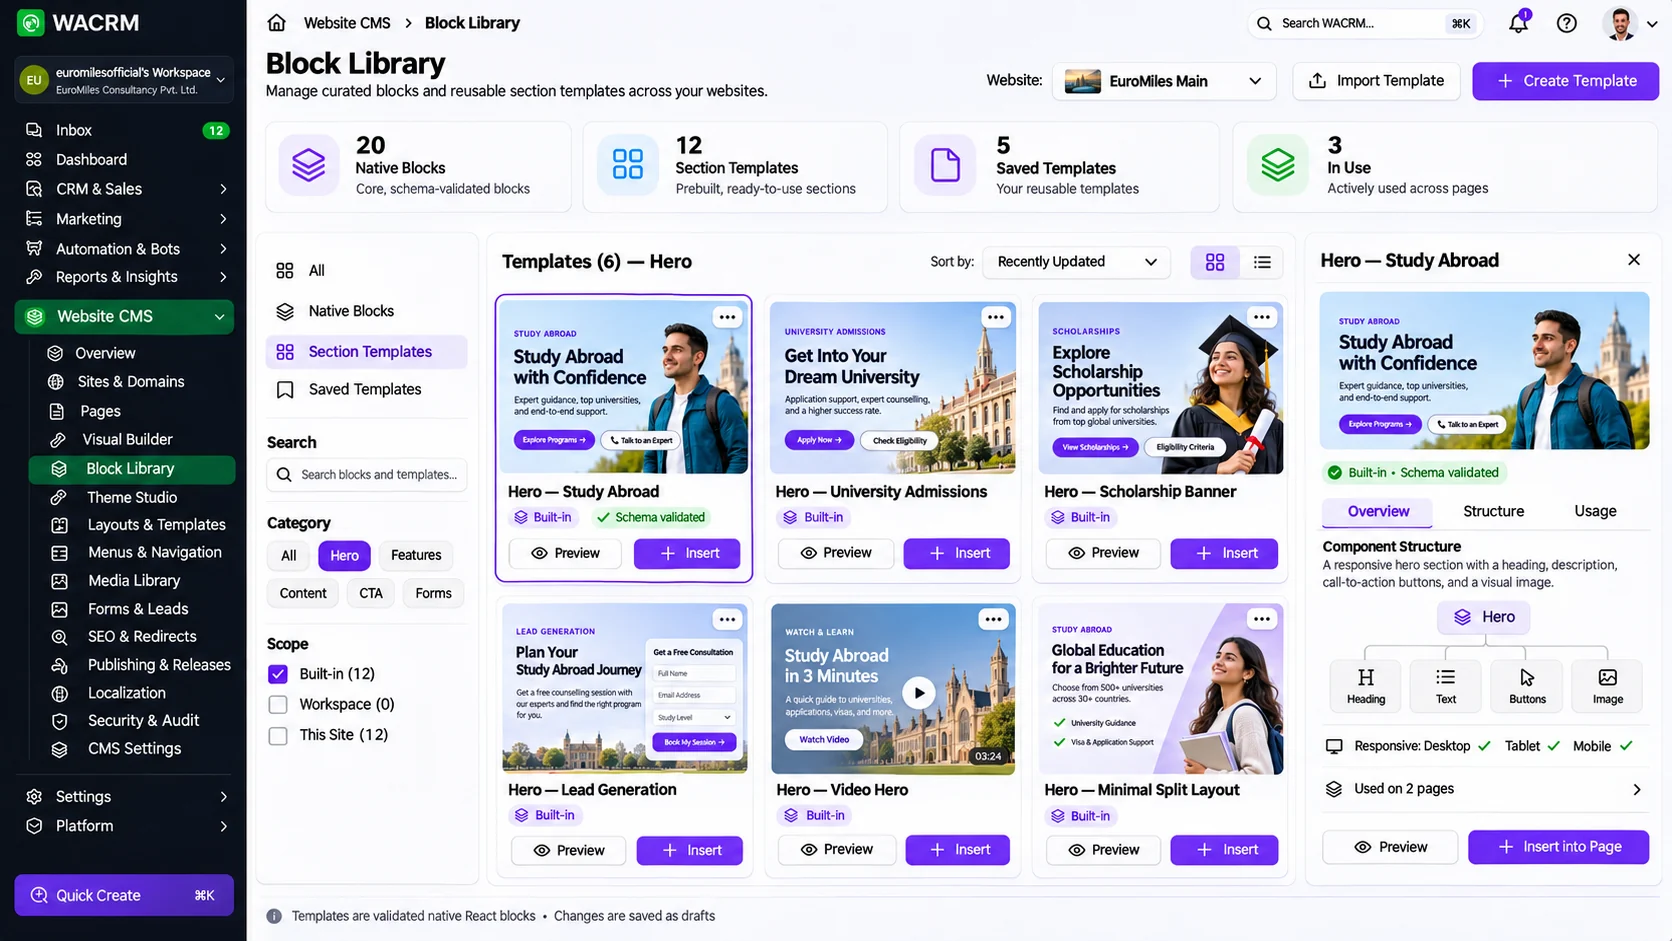 WACRM
EU
euromilesofficial's Workspace
EuroMiles Consultancy Pvt. Ltd.
Inbox
12
Dashboard
CRM & Sales
Marketing
Automation & Bots
Reports & Insights
Website CMS
Overview
Sites & Domains
Pages
Visual Builder
Block Library
Theme Studio
Layouts & Templates
Menus & Navigation
Media Library
Forms & Leads
SEO & Redirects
Publishing & Releases
Localization
Security & Audit
CMS Settings
Settings
Platform
Quick Create ⌘K
Website CMS > Block Library
Search WACRM... ⌘K
1
Block Library
Manage curated blocks and reusable section templates across your websites.
Website:
EuroMiles Main
Import Template
+ Create Template
20
Native Blocks
Core, schema-validated blocks
12
Section Templates
Prebuilt, ready-to-use sections
5
Saved Templates
Your reusable templates
3
In Use
Actively used across pages
All
Native Blocks
Section Templates
Saved Templates
Search
Search blocks and templates...
Category
All Hero Features
Content CTA Forms
Scope
Built-in (12)
Workspace (0)
This Site (12)
Templates (6) — Hero
Sort by: Recently Updated
STUDY ABROAD
Study Abroad
with Confidence
Expert guidance, top universities,
and end-to-end support.
Explore Programs → Talk to an Expert
Hero — Study Abroad
Built-in Schema validated
Preview + Insert
UNIVERSITY ADMISSIONS
Get Into Your
Dream University
Application support, expert counselling,
and a higher success rate.
Apply Now → Check Eligibility
Hero — University Admissions
Built-in
Preview + Insert
SCHOLARSHIPS
Explore
Scholarship
Opportunities
Find and apply for scholarships
from top global universities.
View Scholarships → Eligibility Criteria
Hero — Scholarship Banner
Built-in
Preview + Insert
LEAD GENERATION
Plan Your
Study Abroad Journey
Get a free counselling session with
our experts and find the right program
for you.
Get a Free Consultation
Full Name
Email Address
Study Level
Book My Session →
Hero — Lead Generation
Built-in
Preview + Insert
WATCH & LEARN
Study Abroad
in 3 Minutes
A quick guide to universities,
applications, visas, and more.
Watch Video
03:24
Hero — Video Hero
Built-in
Preview + Insert
STUDY ABROAD
Global Education
for a Brighter Future
Choose from 500+ universities
across 30+ countries.
University Guidance
Visa & Application Support
Hero — Minimal Split Layout
Built-in
Preview + Insert
Hero — Study Abroad
STUDY ABROAD
Study Abroad
with Confidence
Expert guidance, top universities,
and end-to-end support.
Explore Programs → Talk to an Expert
Built-in • Schema validated
Overview Structure Usage
Component Structure
A responsive hero section with a heading, description,
call-to-action buttons, and a visual image.
Hero
H
Heading Text Buttons Image
Responsive: Desktop ✓ Tablet ✓ Mobile ✓
Used on 2 pages
Preview + Insert into Page
Templates are validated native React blocks • Changes are saved as drafts